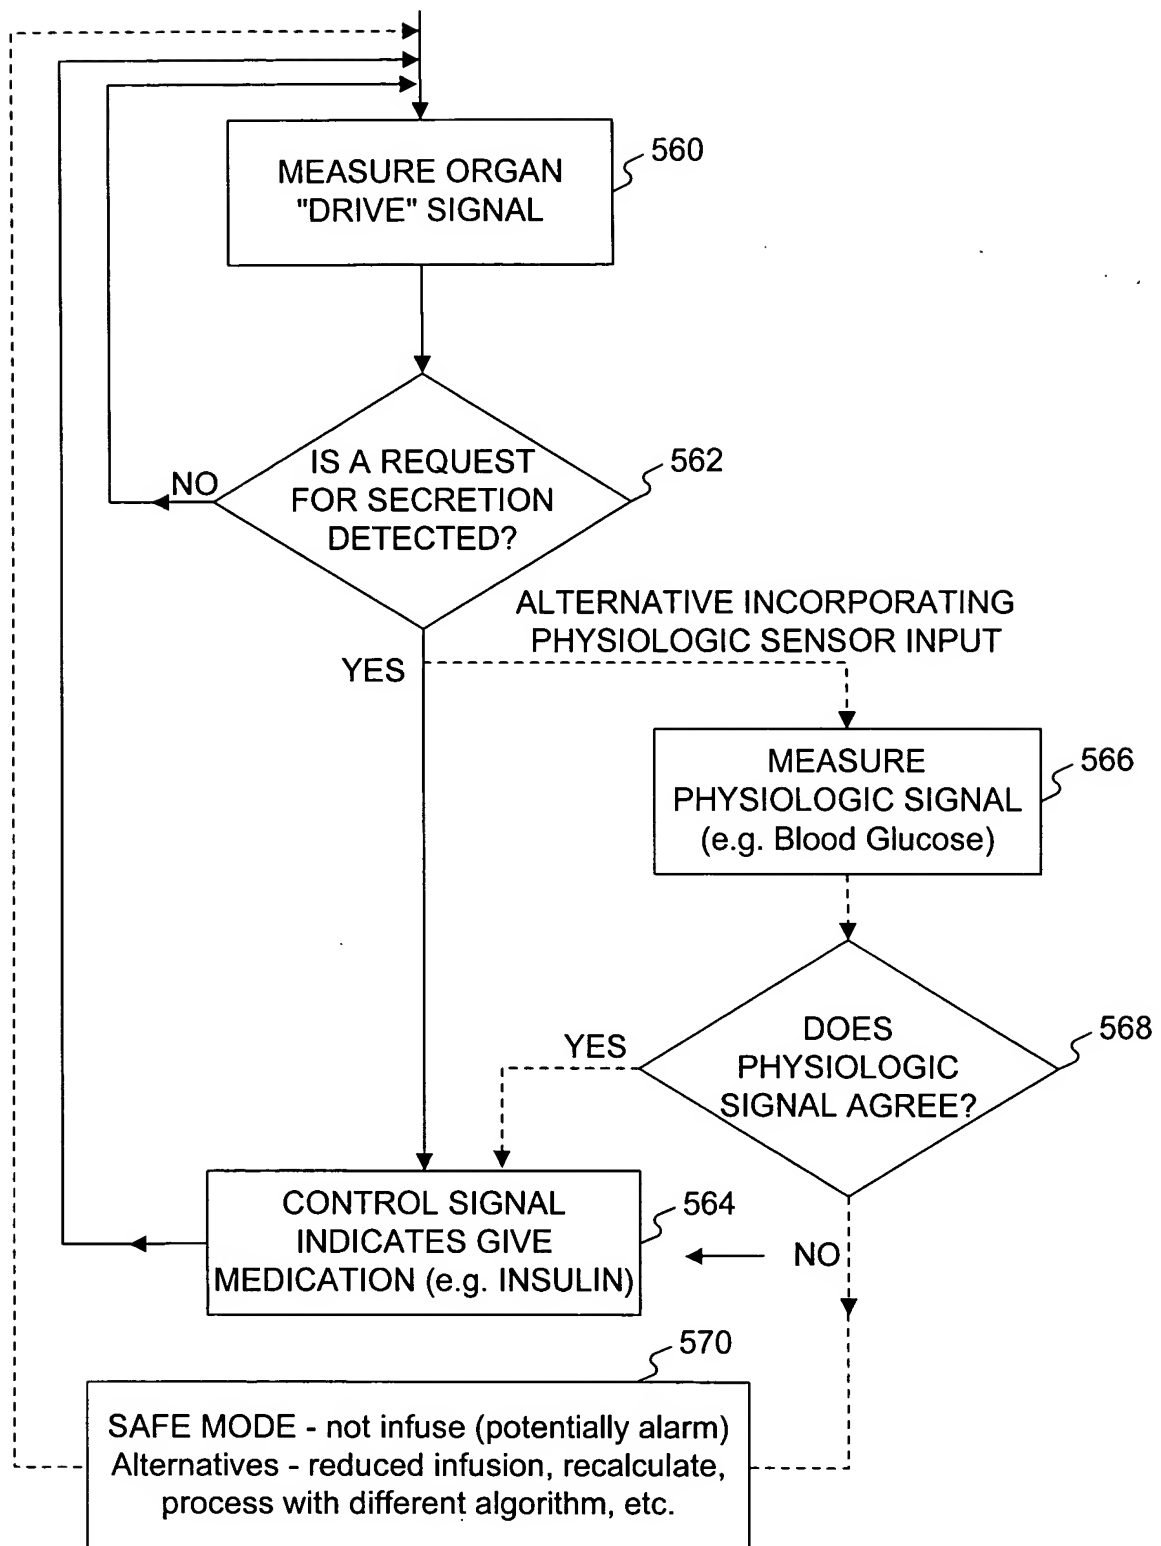 MEASURE ORGAN
"DRIVE" SIGNAL
560
IS A REQUEST
FOR SECRETION
DETECTED?
562
NO
YES
ALTERNATIVE INCORPORATING
PHYSIOLOGIC SENSOR INPUT
MEASURE
PHYSIOLOGIC SIGNAL
(e.g. Blood Glucose)
566
DOES
PHYSIOLOGIC
SIGNAL AGREE?
568
YES
NO
CONTROL SIGNAL
INDICATES GIVE
MEDICATION (e.g. INSULIN)
564
570
SAFE MODE - not infuse (potentially alarm)
Alternatives - reduced infusion, recalculate,
process with different algorithm, etc.